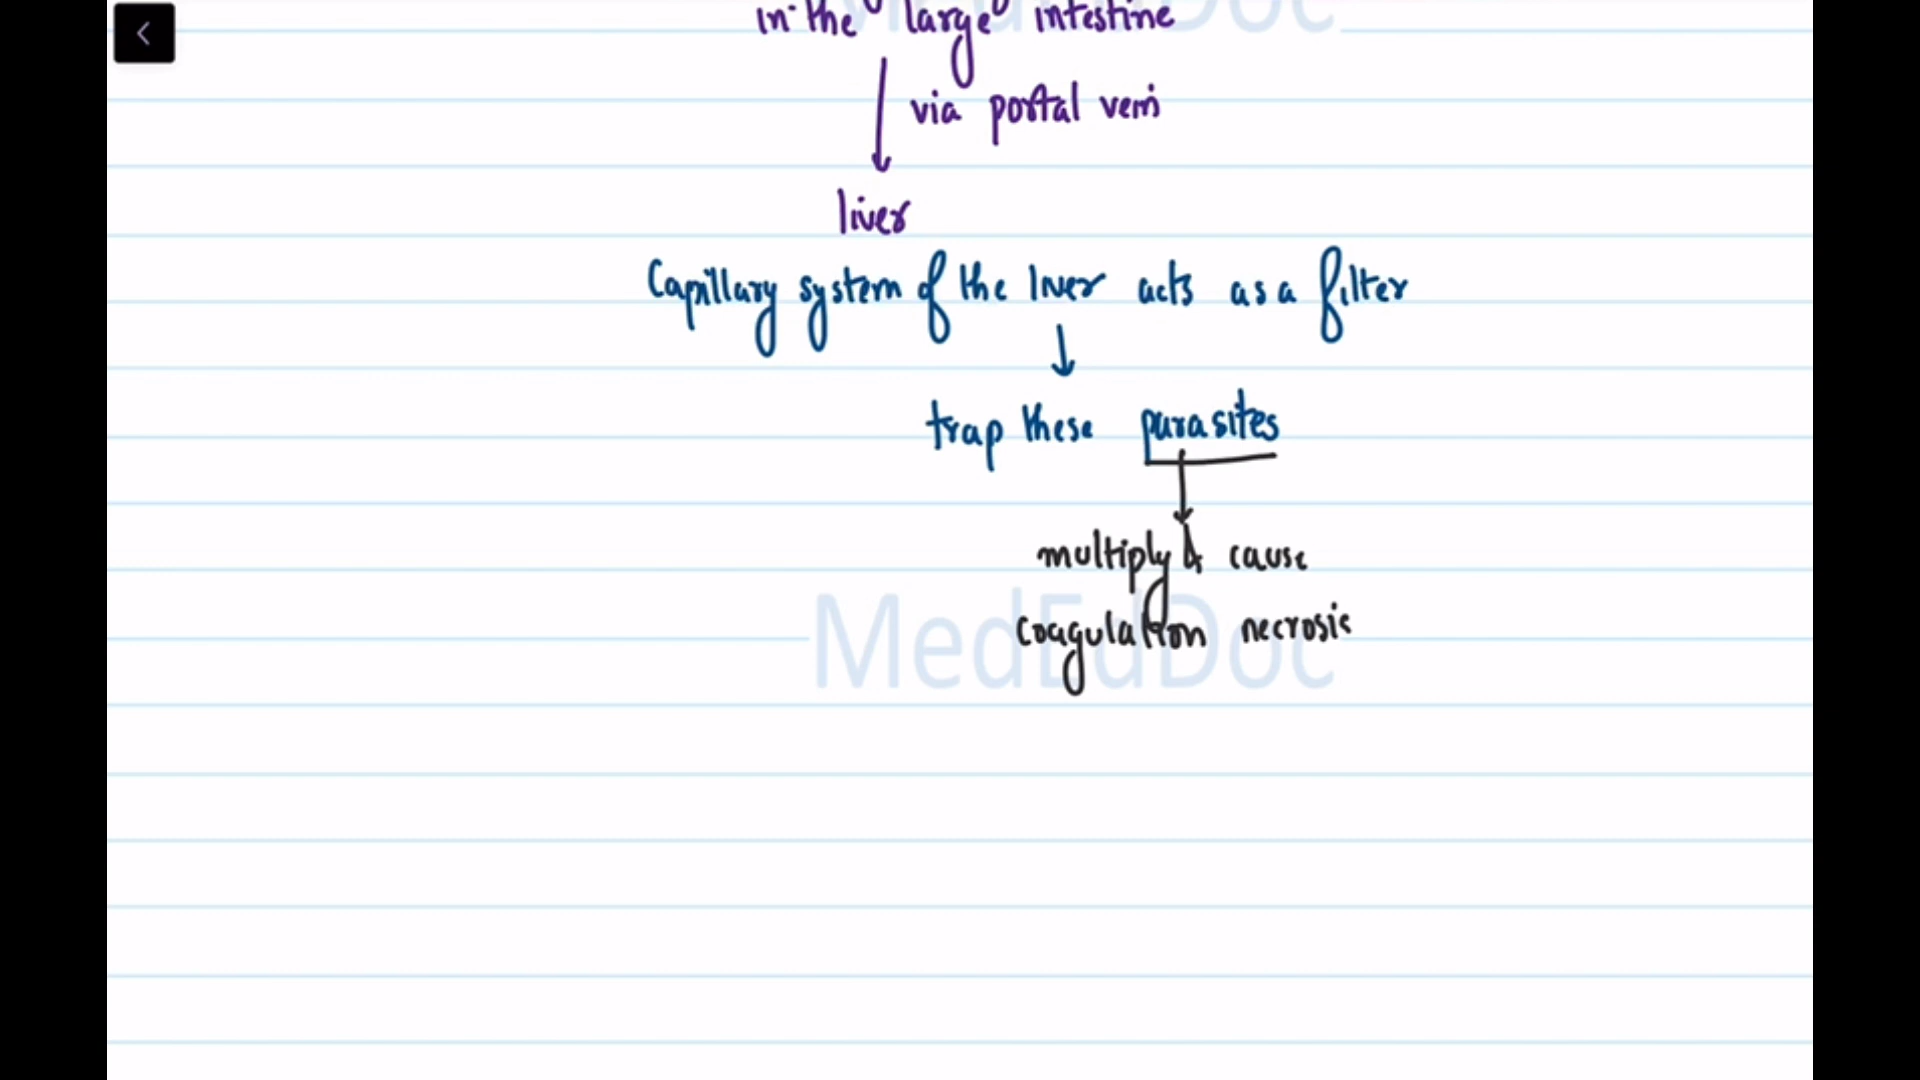 in the large intestine
via portal vein
liver
Capillary system of the liver acts as a filter
trap these parasites
multiply & cause
coagulation necrosis
MedEdDoc